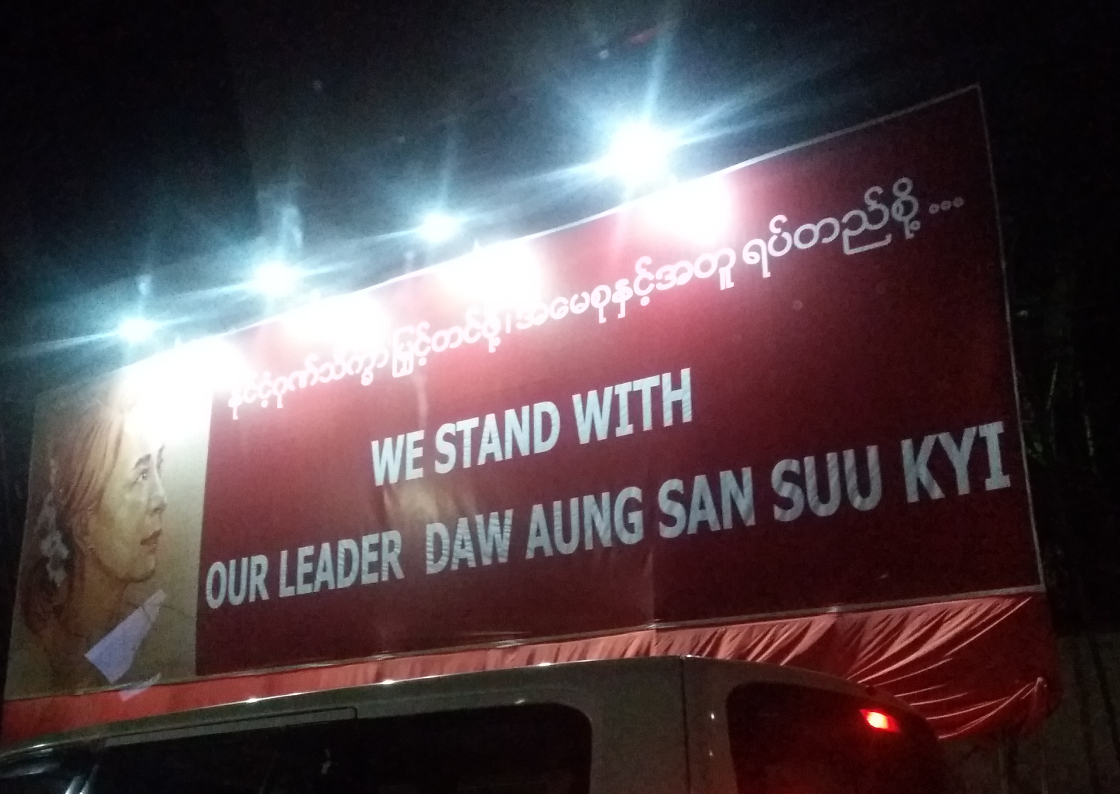 နိုင်ငံ့ဂုဏ်သိက္ခာ မြှင့်တင်ဖို့၊ အမေစုနှင့်အတူ ရပ်တည်စို့ ...
WE STAND WITH
OUR LEADER DAW AUNG SAN SUU KYI